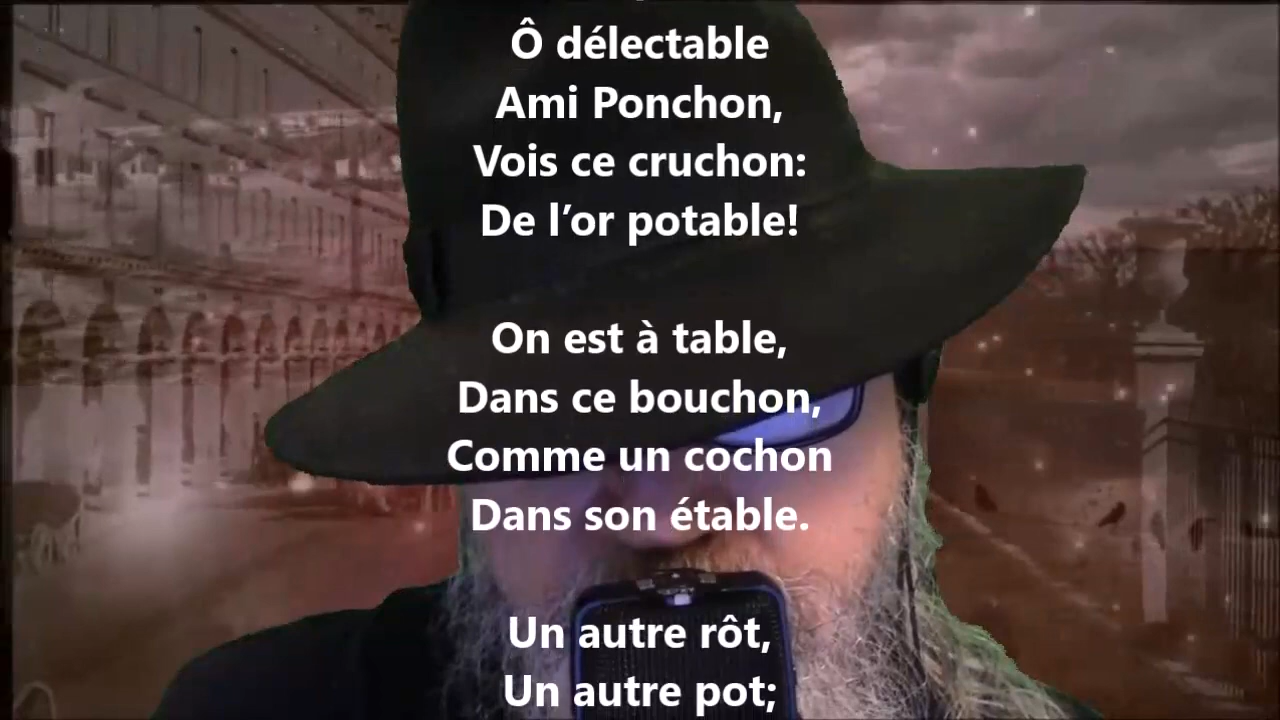 Ô délectable
Ami Ponchon,
Vois ce cruchon:
De l’or potable!
On est à table,
Dans ce bouchon,
Comme un cochon
Dans son étable.
Un autre rôt,
Un autre pot;